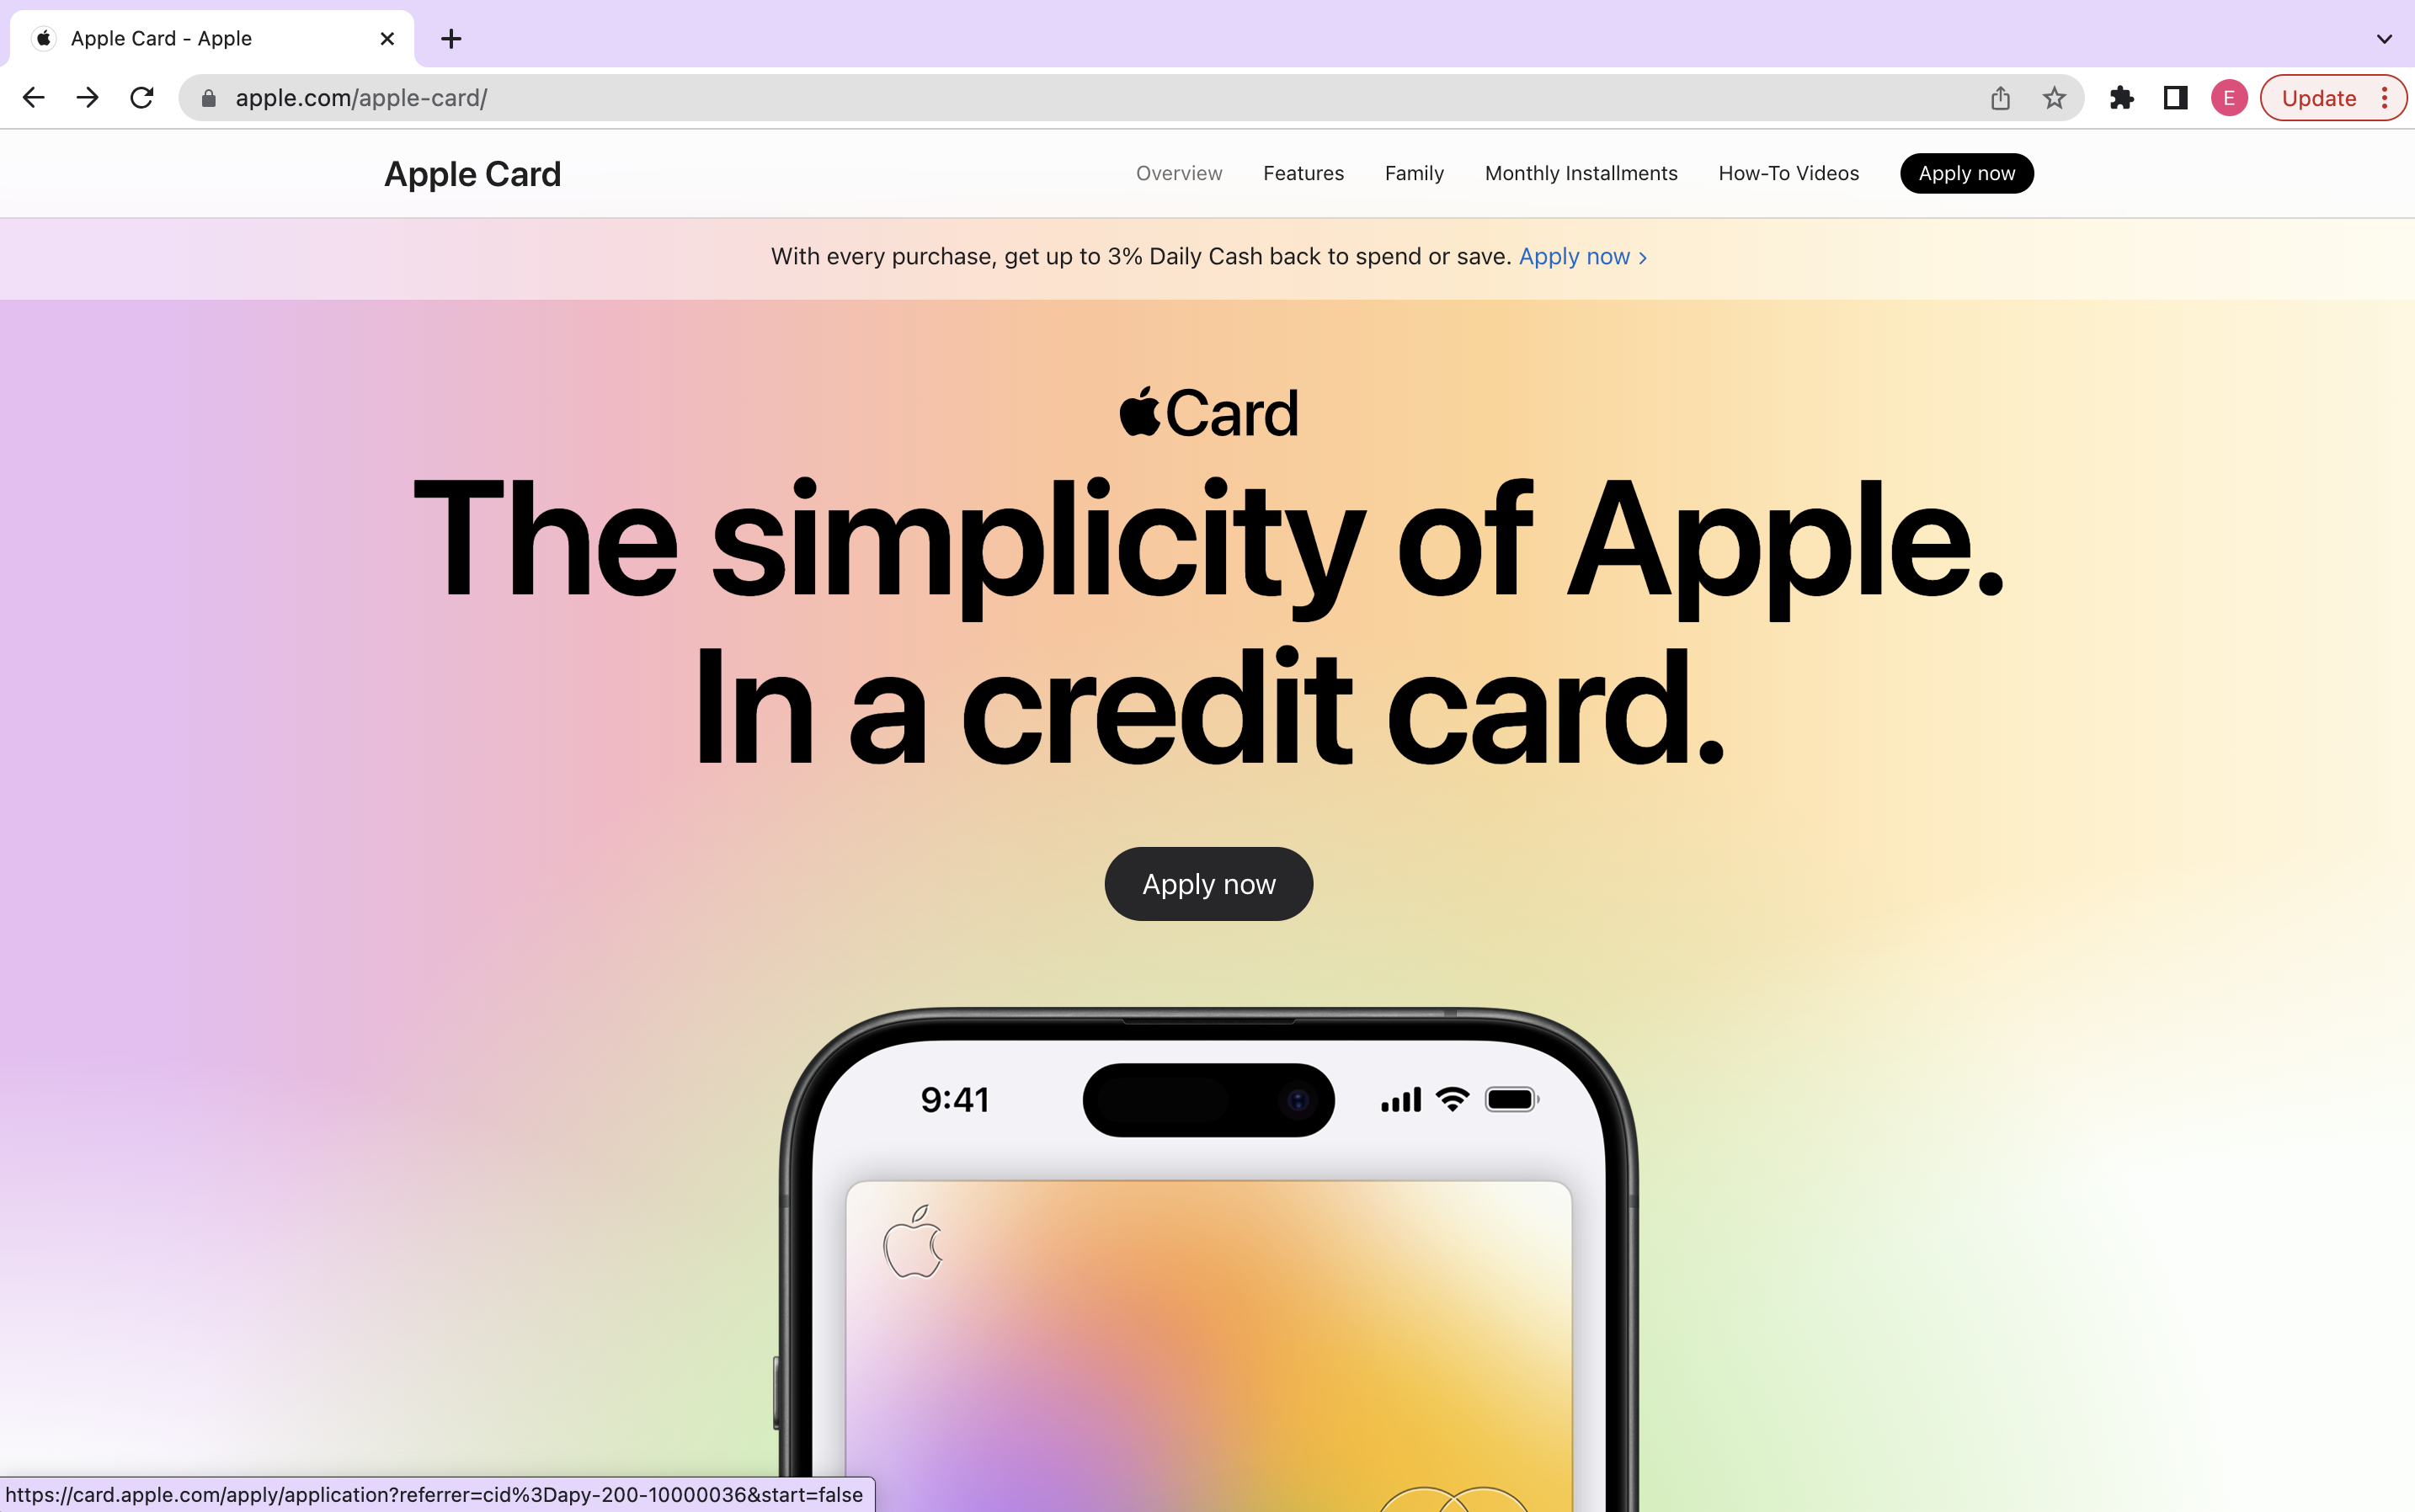 Apple Card - Apple
apple.com/apple-card/
E
Update
Apple Card
Overview
Features
Family
Monthly Installments
How-To Videos
Apply now
With every purchase, get up to 3% Daily Cash back to spend or save. Apply now >
Card
The simplicity of Apple.
In a credit card.
Apply now
9:41
https://card.apple.com/apply/application?referrer=cid%3Dapy-200-10000036&start=false